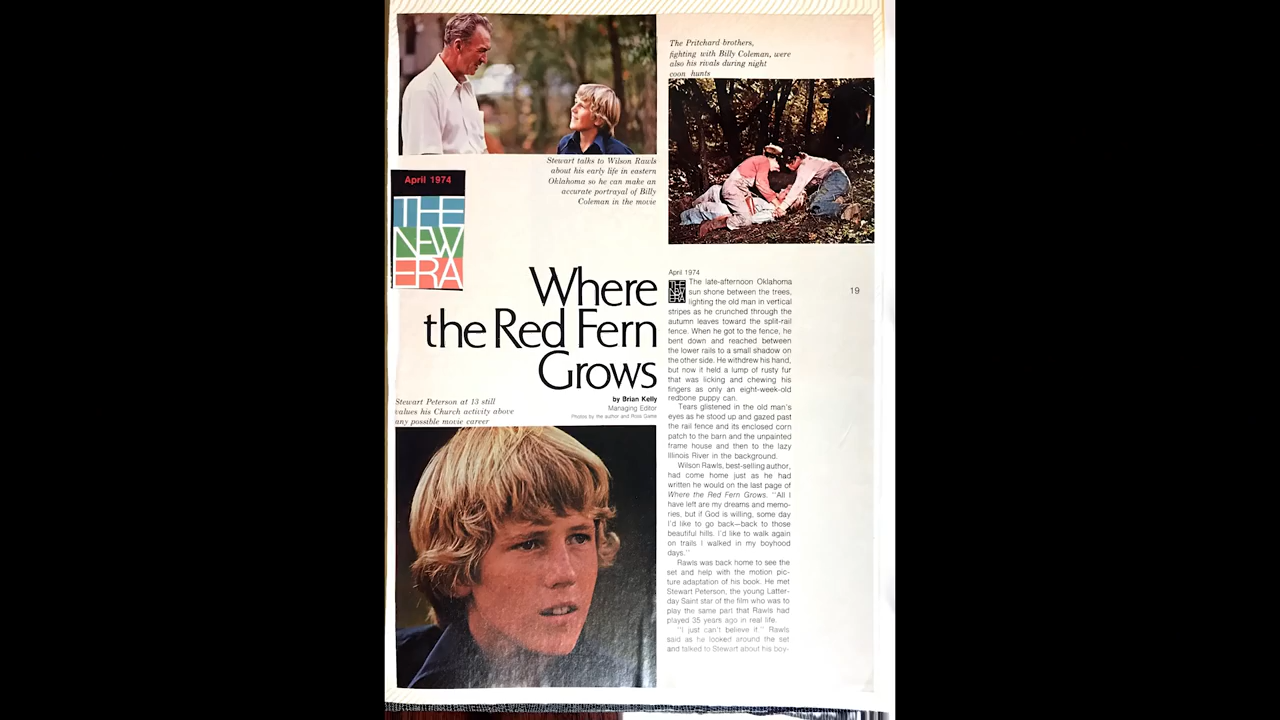 The Pritchard brothers,
fighting with Billy Coleman, were
also his rivals during night
coon hunts
Stewart talks to Wilson Rawls
about his early life in eastern
Oklahoma so he can make an
accurate portrayal of Billy
Coleman in the movie
April 1974
THE
NEW
ERA
Where
the Red Fern
Grows
by Brian Kelly
Managing Editor
Photos by the author and Ross Game
Stewart Peterson at 13 still
values his Church activity above
any possible movie career
April 1974
THE
NEW
ERA
The late-afternoon Oklahoma
sun shone between the trees,
lighting the old man in vertical
stripes as he crunched through the
autumn leaves toward the split-rail
fence. When he got to the fence, he
bent down and reached between
the lower rails to a small shadow on
the other side. He withdrew his hand,
but now it held a lump of rusty fur
that was licking and chewing his
fingers as only an eight-week-old
redbone puppy can.
Tears glistened in the old man's
eyes as he stood up and gazed past
the rail fence and its enclosed corn
patch to the barn and the unpainted
frame house and then to the lazy
Illinois River in the background.
Wilson Rawls, best-selling author,
had come home just as he had
written he would on the last page of
Where the Red Fern Grows. "All I
have left are my dreams and memo-
ries, but if God is willing, some day
I'd like to go back—back to those
beautiful hills. I'd like to walk again
on trails I walked in my boyhood
days."
Rawls was back home to see the
set and help with the motion pic-
ture adaptation of his book. He met
Stewart Peterson, the young Latter-
day Saint star of the film who was to
play the same part that Rawls had
played 35 years ago in real life.
"I just can't believe it." Rawls
said as he looked around the set
and talked to Stewart about his boy-
19